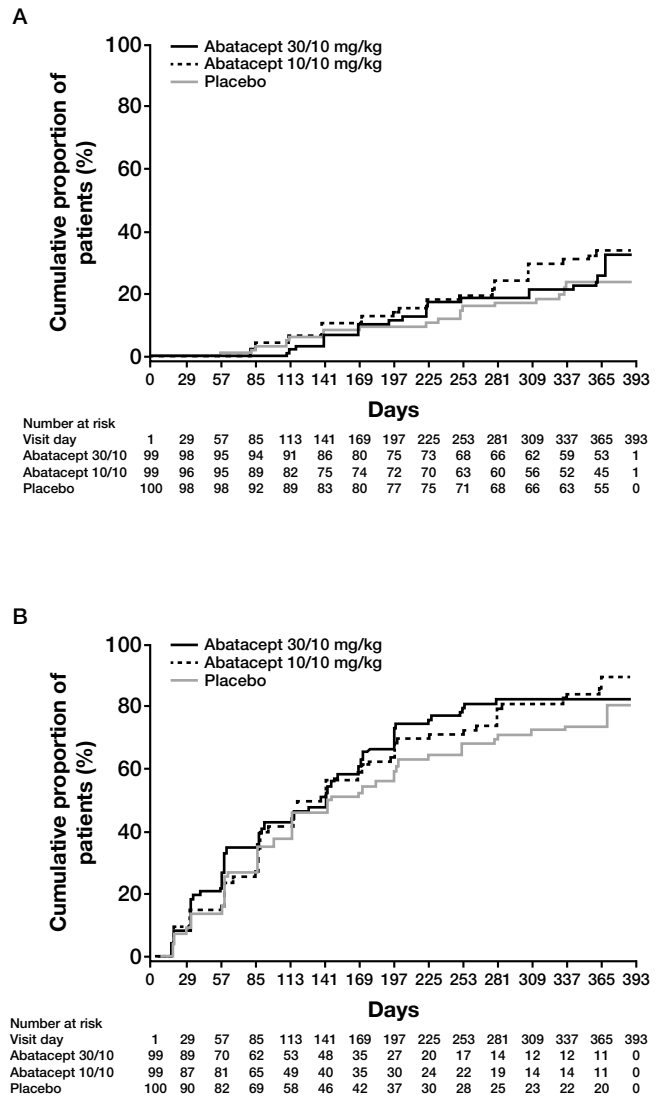 A
100
80
60
40
20
0
Cumulative proportion of
patients (%)
Abatacept 30/10 mg/kg
Abatacept 10/10 mg/kg
Placebo
0 29 57 85 113 141 169 197 225 253 281 309 337 365 393
Days
Number at risk
Visit day 1 29 57 85 113 141 169 197 225 253 281 309 337 365 393
Abatacept 30/10 99 98 95 94 91 86 80 75 73 68 66 62 59 53 1
Abatacept 10/10 99 96 95 89 82 75 74 72 70 63 60 56 52 45 1
Placebo 100 98 98 92 89 83 80 77 75 71 68 66 63 55 0
B
100
80
60
40
20
0
Cumulative proportion of
patients (%)
Abatacept 30/10 mg/kg
Abatacept 10/10 mg/kg
Placebo
0 29 57 85 113 141 169 197 225 253 281 309 337 365 393
Days
Number at risk
Visit day 1 29 57 85 113 141 169 197 225 253 281 309 337 365 393
Abatacept 30/10 99 89 70 62 53 48 35 27 20 17 14 12 12 11 0
Abatacept 10/10 99 87 81 65 49 40 35 30 24 22 19 14 14 11 0
Placebo 100 90 82 69 58 46 42 37 30 28 25 23 22 20 0